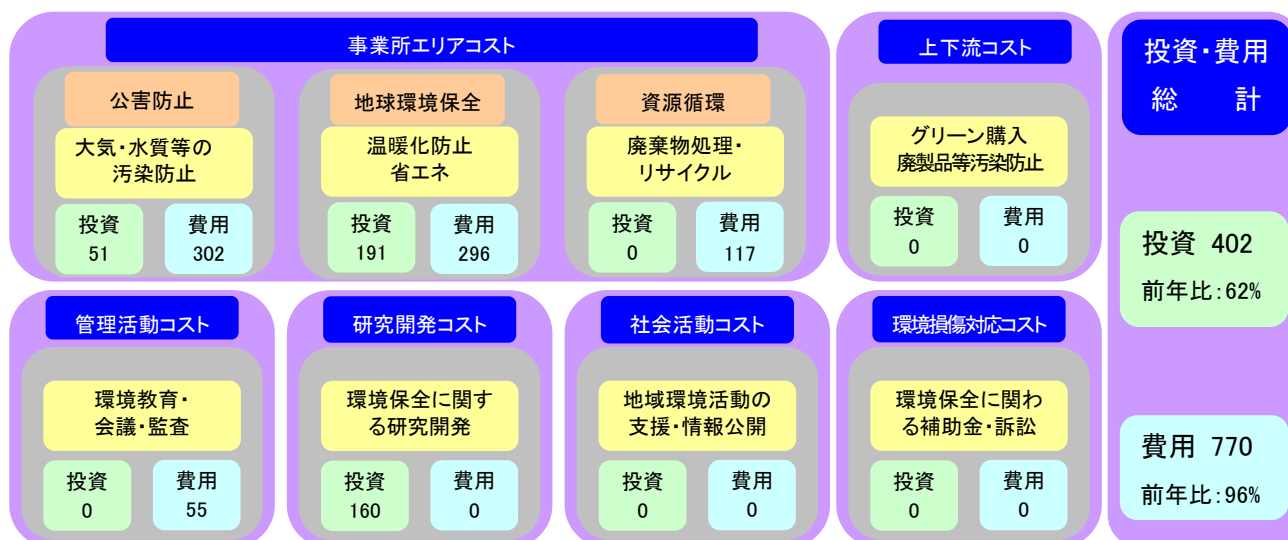 事業所エリアコスト
公害防止
大気・水質等の
汚染防止
投資
51
費用
302
地球環境保全
温暖化防止
省エネ
投資
191
費用
296
資源循環
廃棄物処理・
リサイクル
投資
0
費用
117
上下流コスト
グリーン購入
廃製品等汚染防止
投資
0
費用
0
管理活動コスト
環境教育・
会議・監査
投資
0
費用
55
研究開発コスト
環境保全に関す
る研究開発
投資
160
費用
0
社会活動コスト
地域環境活動の
支援・情報公開
投資
0
費用
0
環境損傷対応コスト
環境保全に関わ
る補助金・訴訟
投資
0
費用
0
投資・費用
総 計
投資 402
前年比:62%
費用 770
前年比:96%